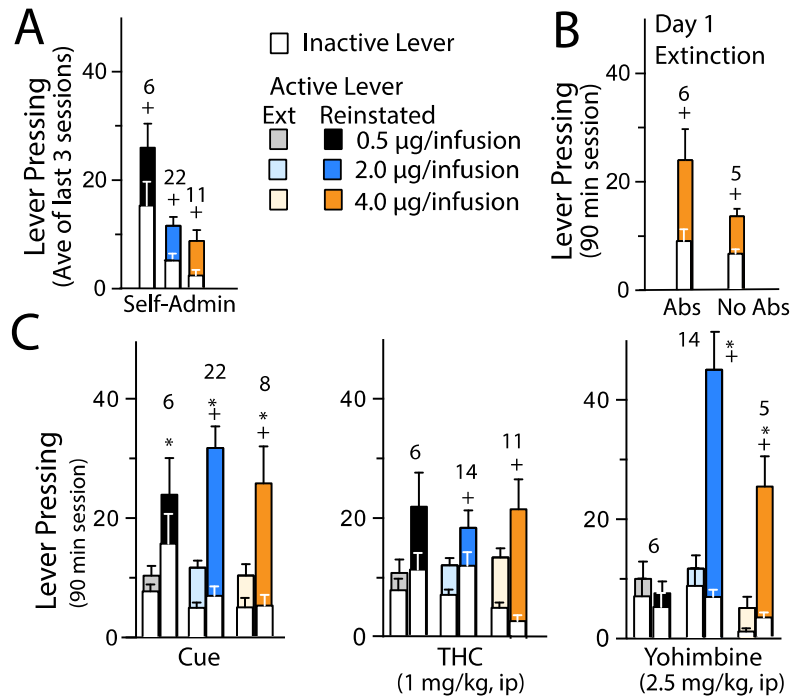 A
40
20
0
Lever Pressing
(Ave of last 3 sessions)
6
+
22
+
11
+
Self-Admin
Inactive Lever
Active Lever
Ext Reinstated
0.5 µg/infusion
2.0 µg/infusion
4.0 µg/infusion
B
Day 1
Extinction
40
20
0
Lever Pressing
(90 min session)
6
+
5
+
Abs No Abs
C
Lever Pressing
(90 min session)
40
20
0
6
*
22
*
+
8
*
+
Cue
40
20
0
6
14
+
11
+
THC
(1 mg/kg, ip)
40
20
0
6
14
*
+
5
*
+
Yohimbine
(2.5 mg/kg, ip)